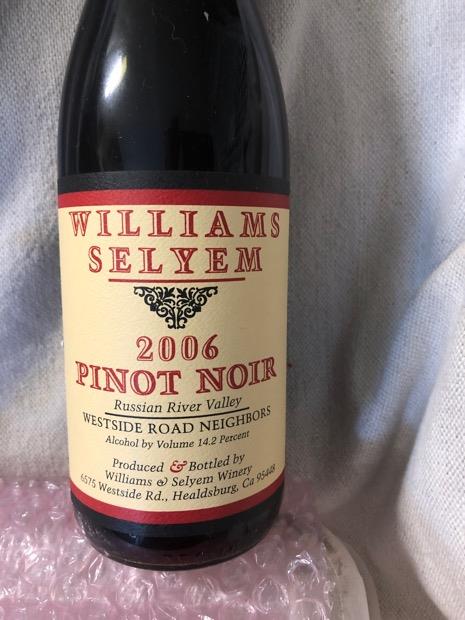 WILLIAMS
SELYEM
2006
PINOT NOIR
Russian River Valley
WESTSIDE ROAD NEIGHBORS
Alcohol by Volume 14.2 Percent
Produced & Bottled by
Williams & Selyem Winery
6575 Westside Rd., Healdsburg, Ca 95448